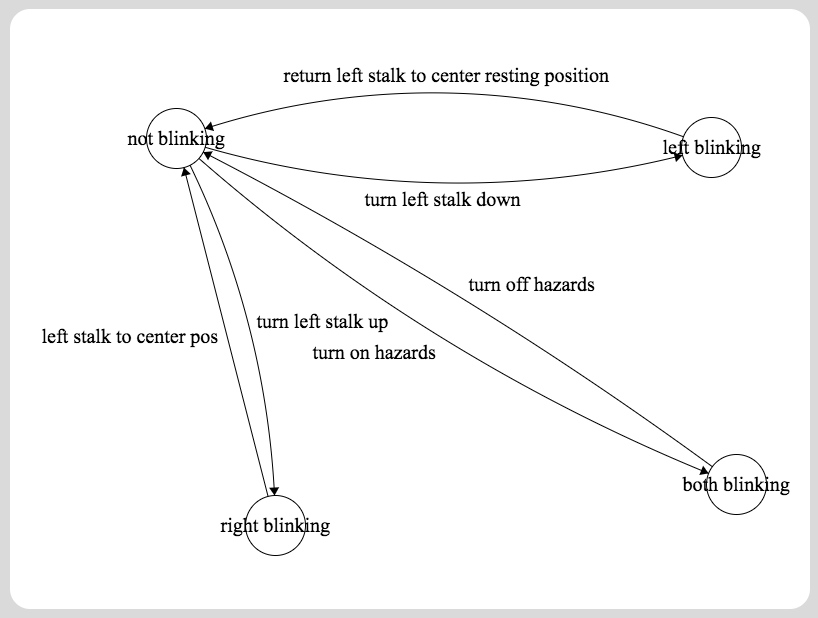 return left stalk to center resting position
not blinking
left blinking
turn left stalk down
turn off hazards
turn left stalk up
left stalk to center pos
turn on hazards
both blinking
right blinking